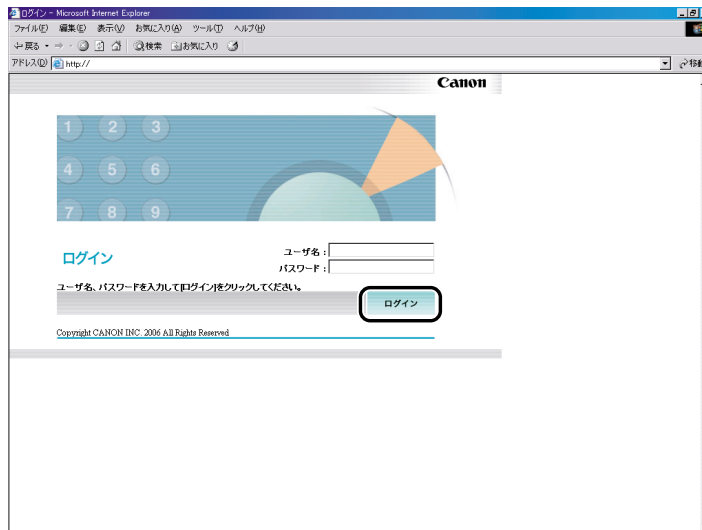 ログイン - Microsoft Internet Explorer
ファイル(F) 編集(E) 表示(V) お気に入り(A) ツール(T) ヘルプ(H)
戻る 検索 お気に入り
アドレス(D) http:// 移動
Canon
1 2 3
4 5 6
7 8 9
ログイン
ユーザ名 :
パスワード :
ユーザ名、パスワードを入力して[ログイン]をクリックしてください。
ログイン
Copyright CANON INC. 2006 All Rights Reserved